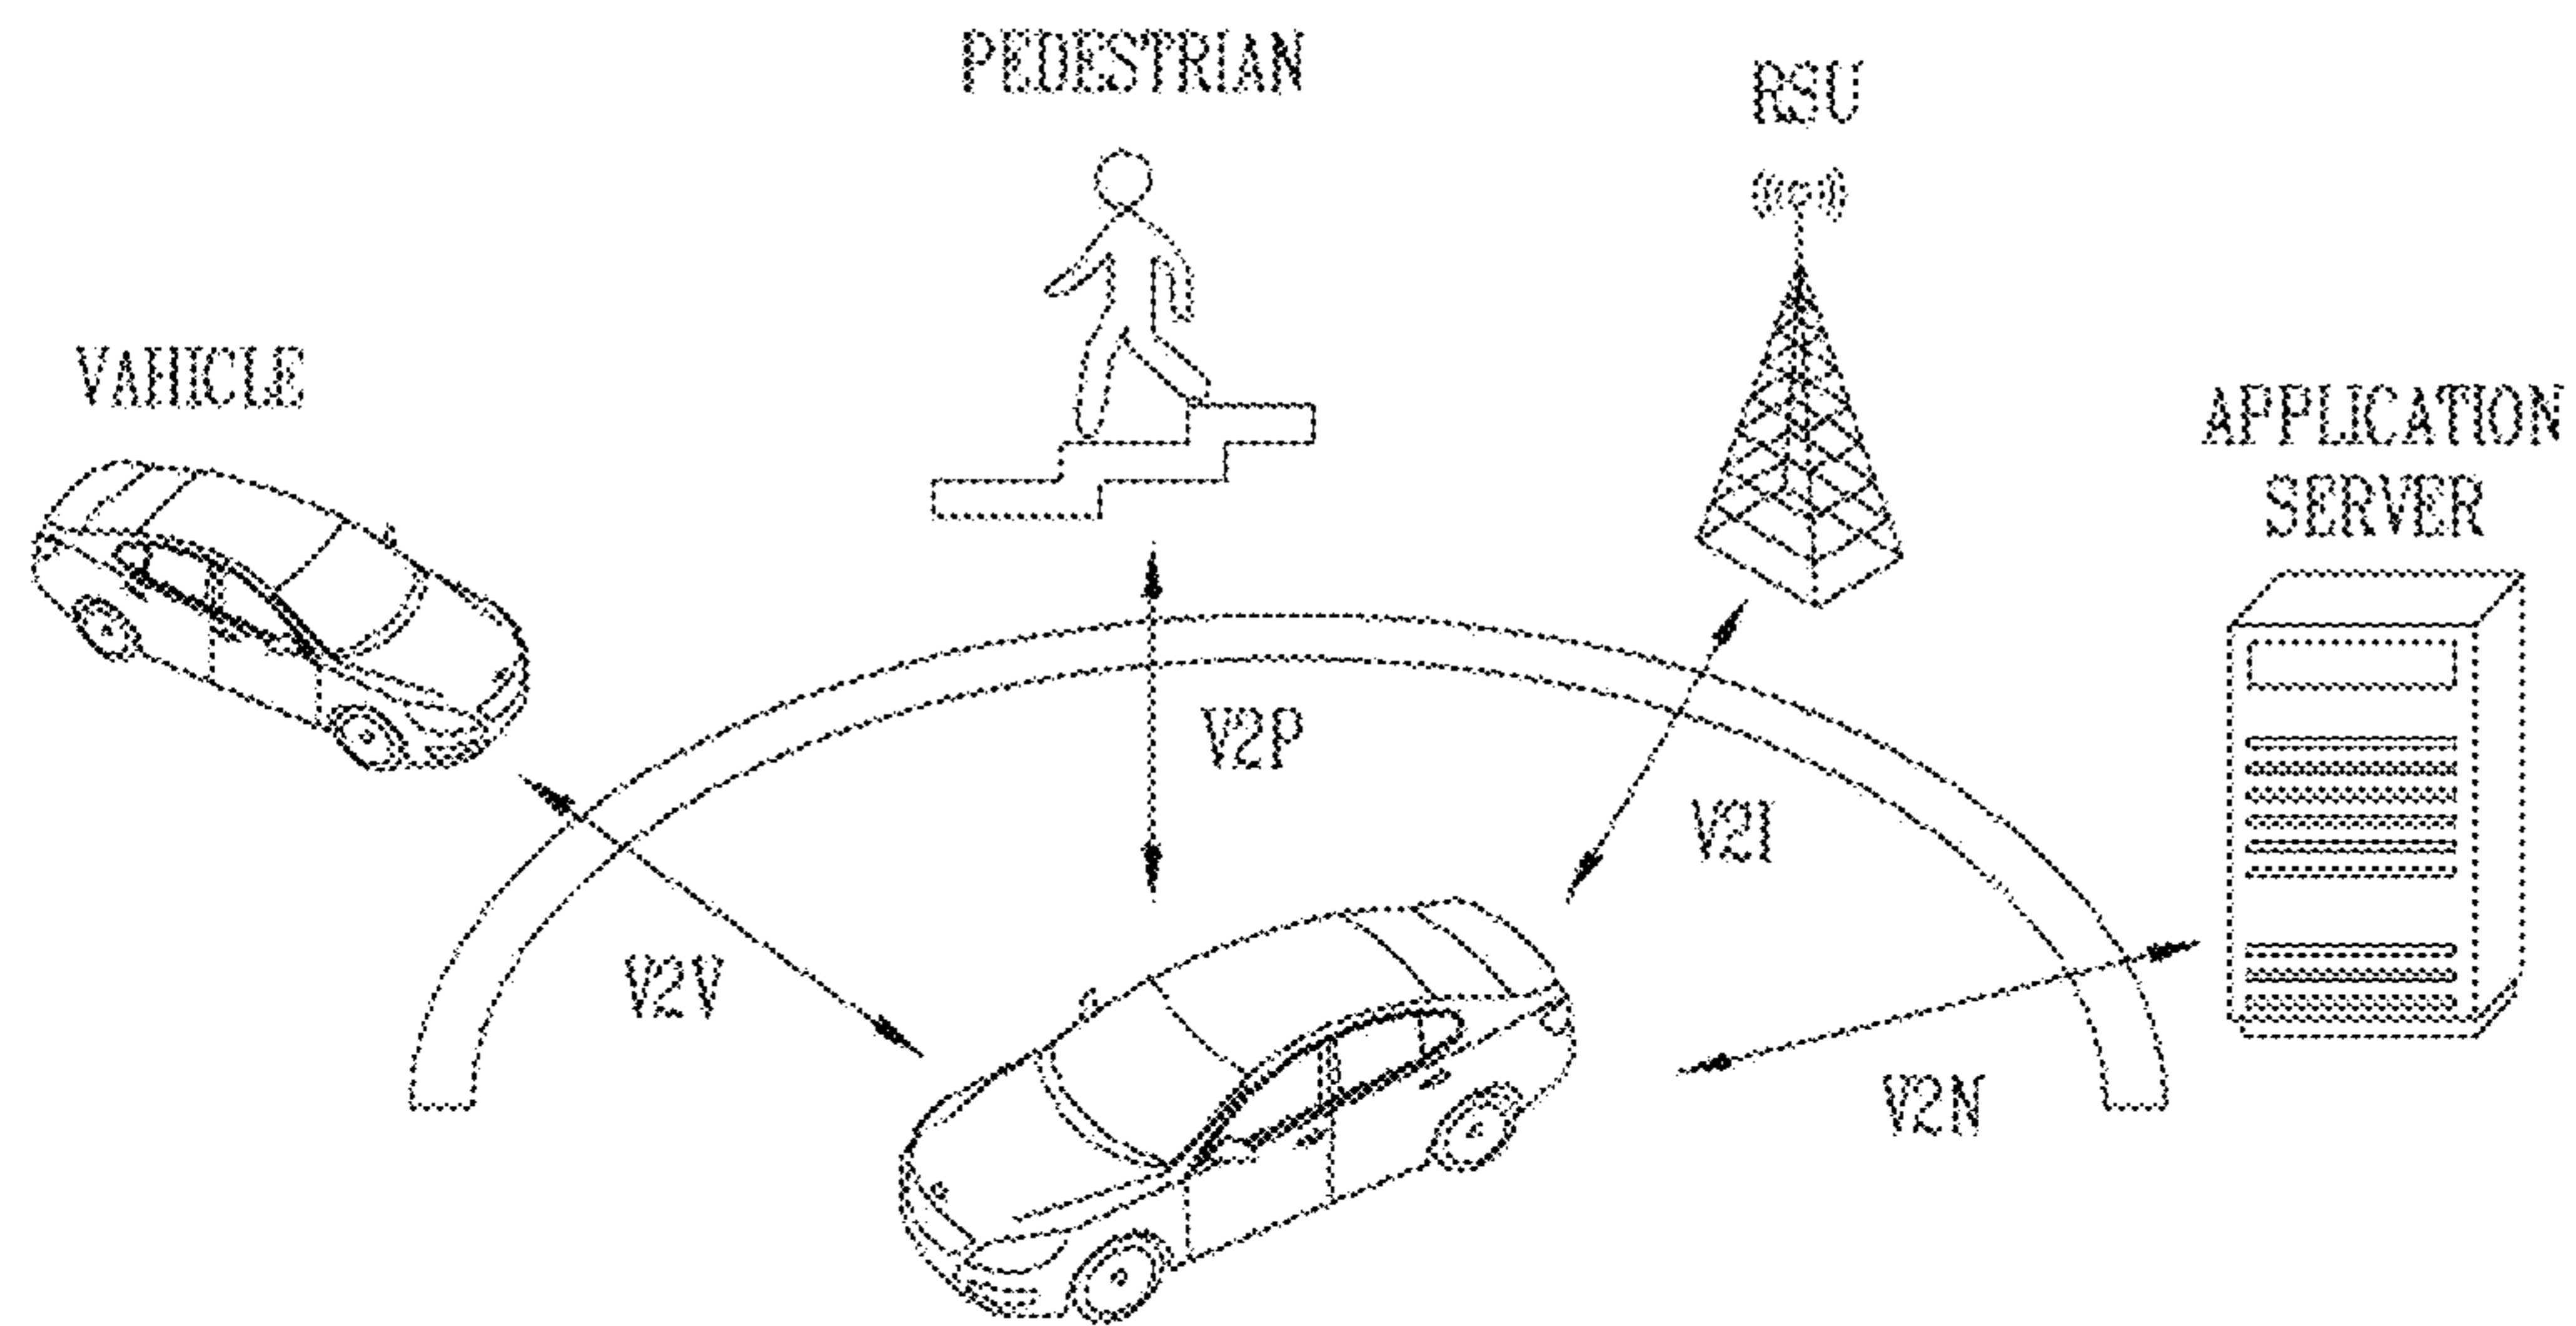 PEDESTRIAN
RSU
VAHICLE
APPLICATION
SERVER
V2P
V2I
V2V
V2N